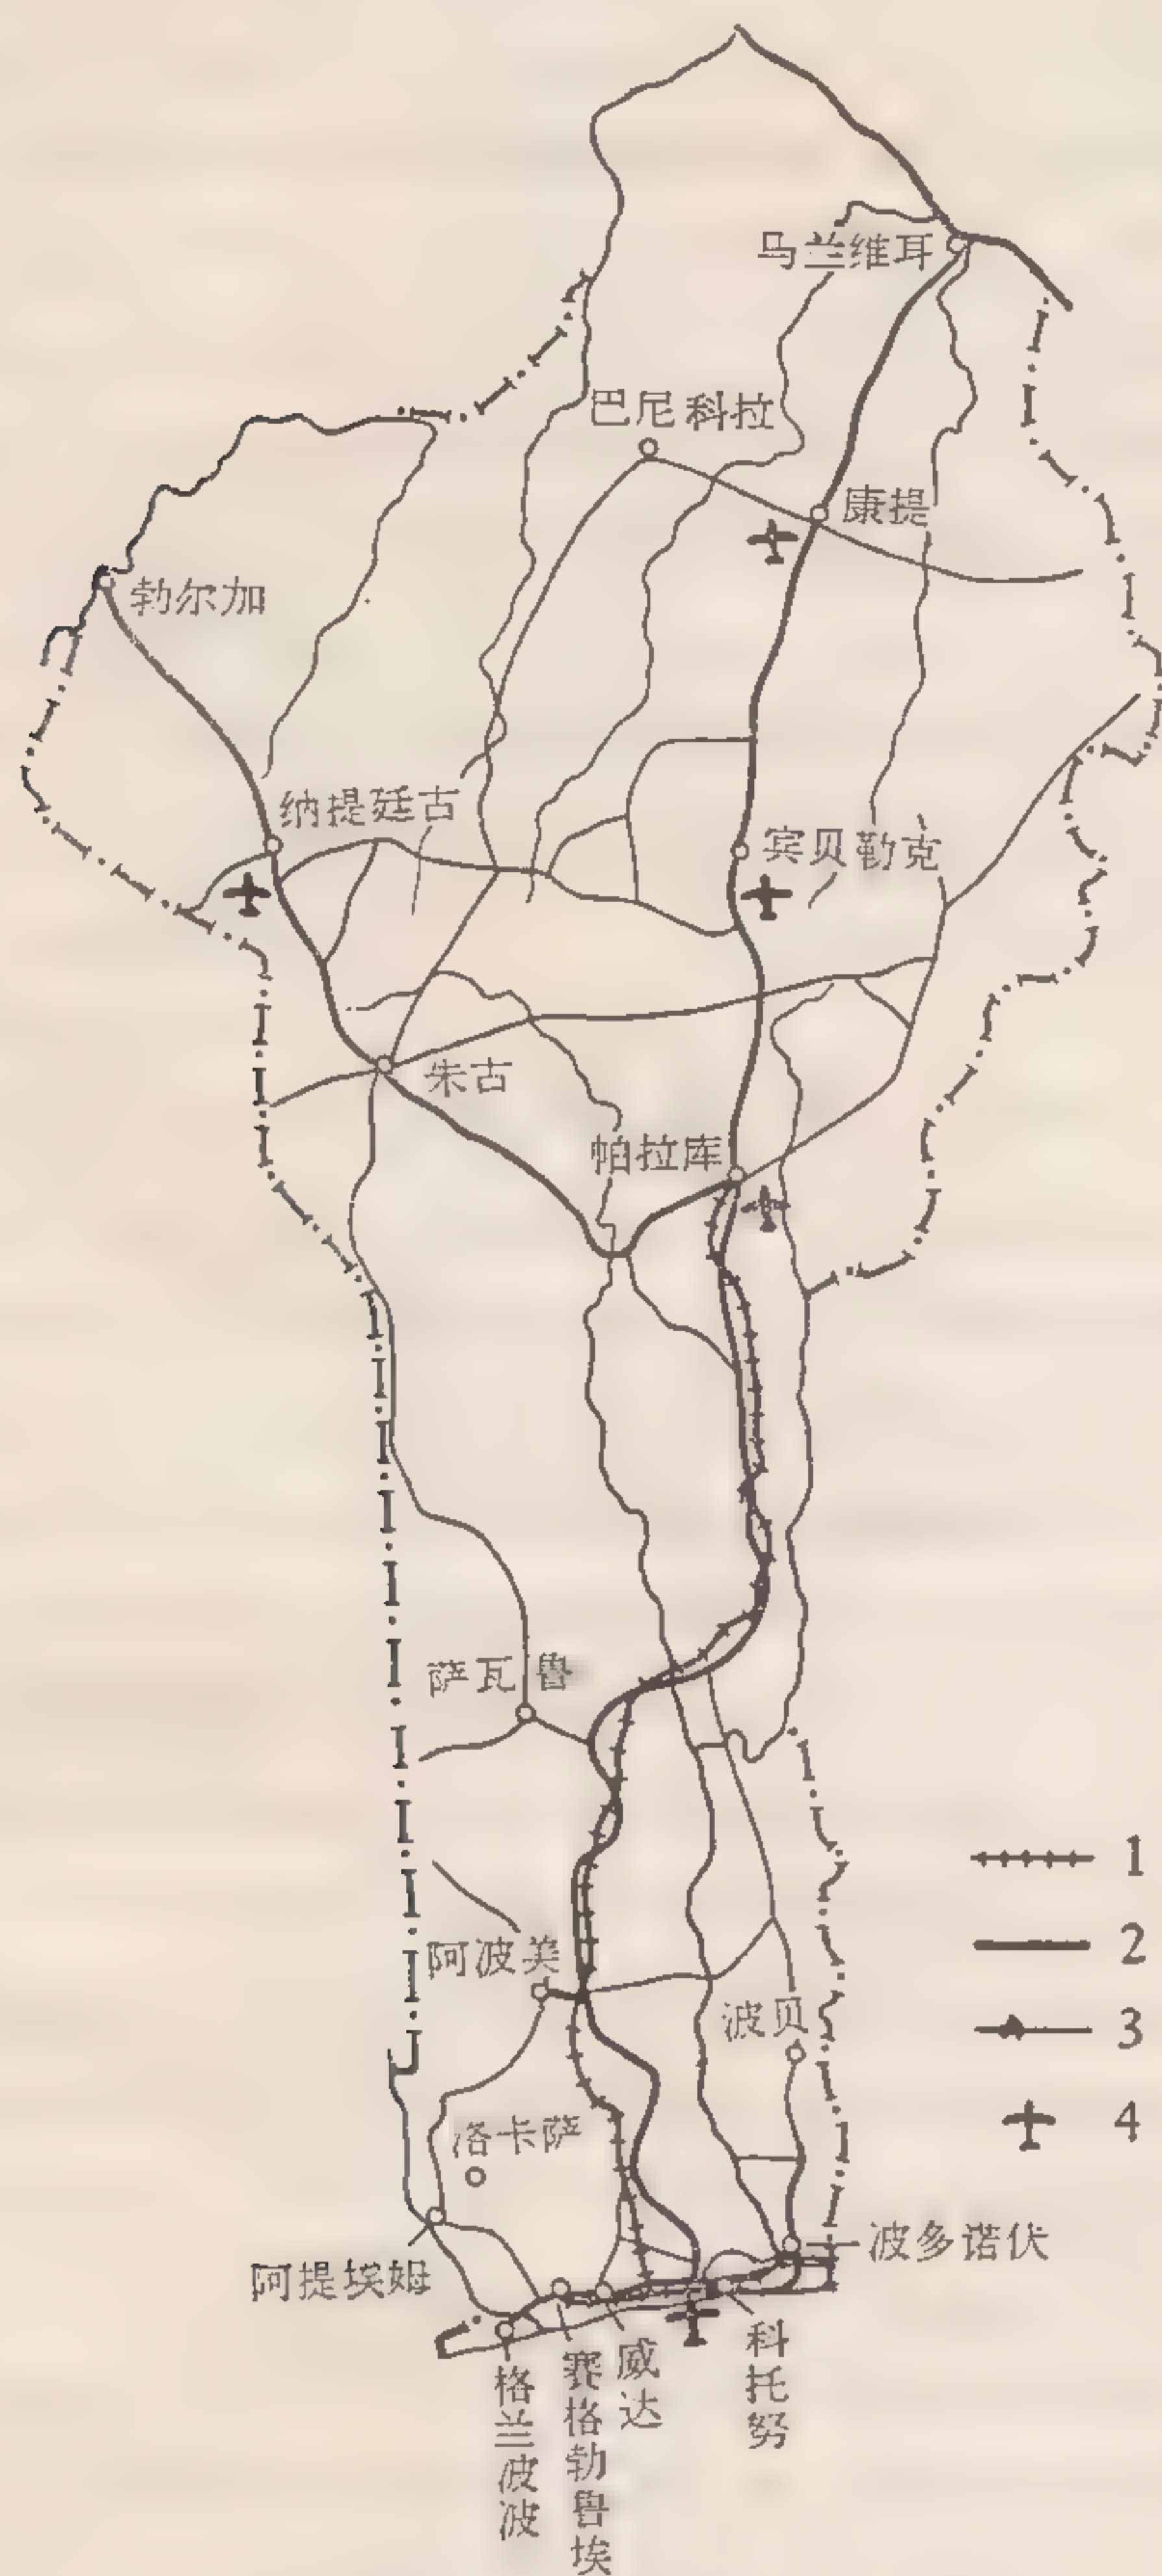 马兰维耳
巴尼科拉
康提
勃尔加
纳提廷古
宾贝勒克
朱古
帕拉库
萨瓦鲁
1
2
阿波美
3
波贝
4
洛卡萨
波多诺伏
阿提埃姆
科托努
威达
赛格勃鲁埃
格兰波波